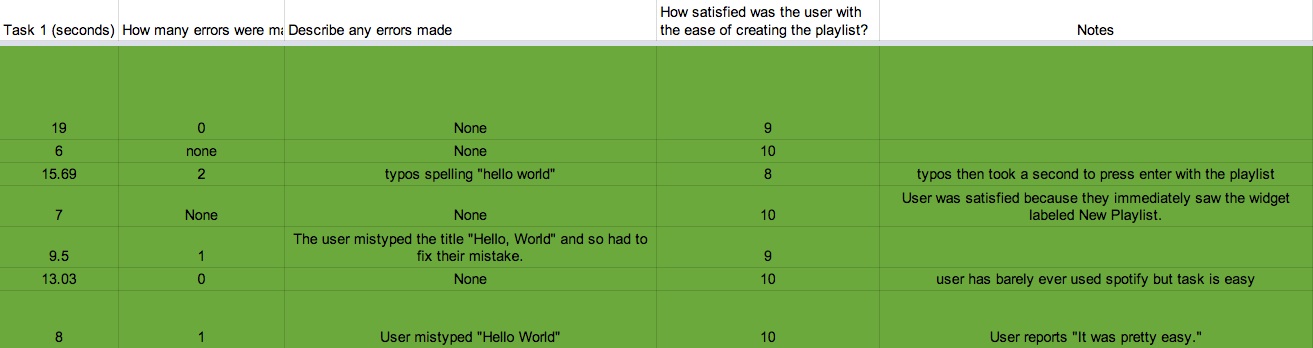 Task 1 (seconds) How many errors were ma Describe any errors made How satisfied was the user with
the ease of creating the playlist? Notes
19 0 None 9
6 none None 10
15.69 2 typos spelling "hello world" 8 typos then took a second to press enter with the playlist
7 None None 10 User was satisfied because they immediately saw the widget
labeled New Playlist.
9.5 1 The user mistyped the title "Hello, World" and so had to
fix their mistake. 9
13.03 0 None 10 user has barely ever used spotify but task is easy
8 1 User mistyped "Hello World" 10 User reports "It was pretty easy."